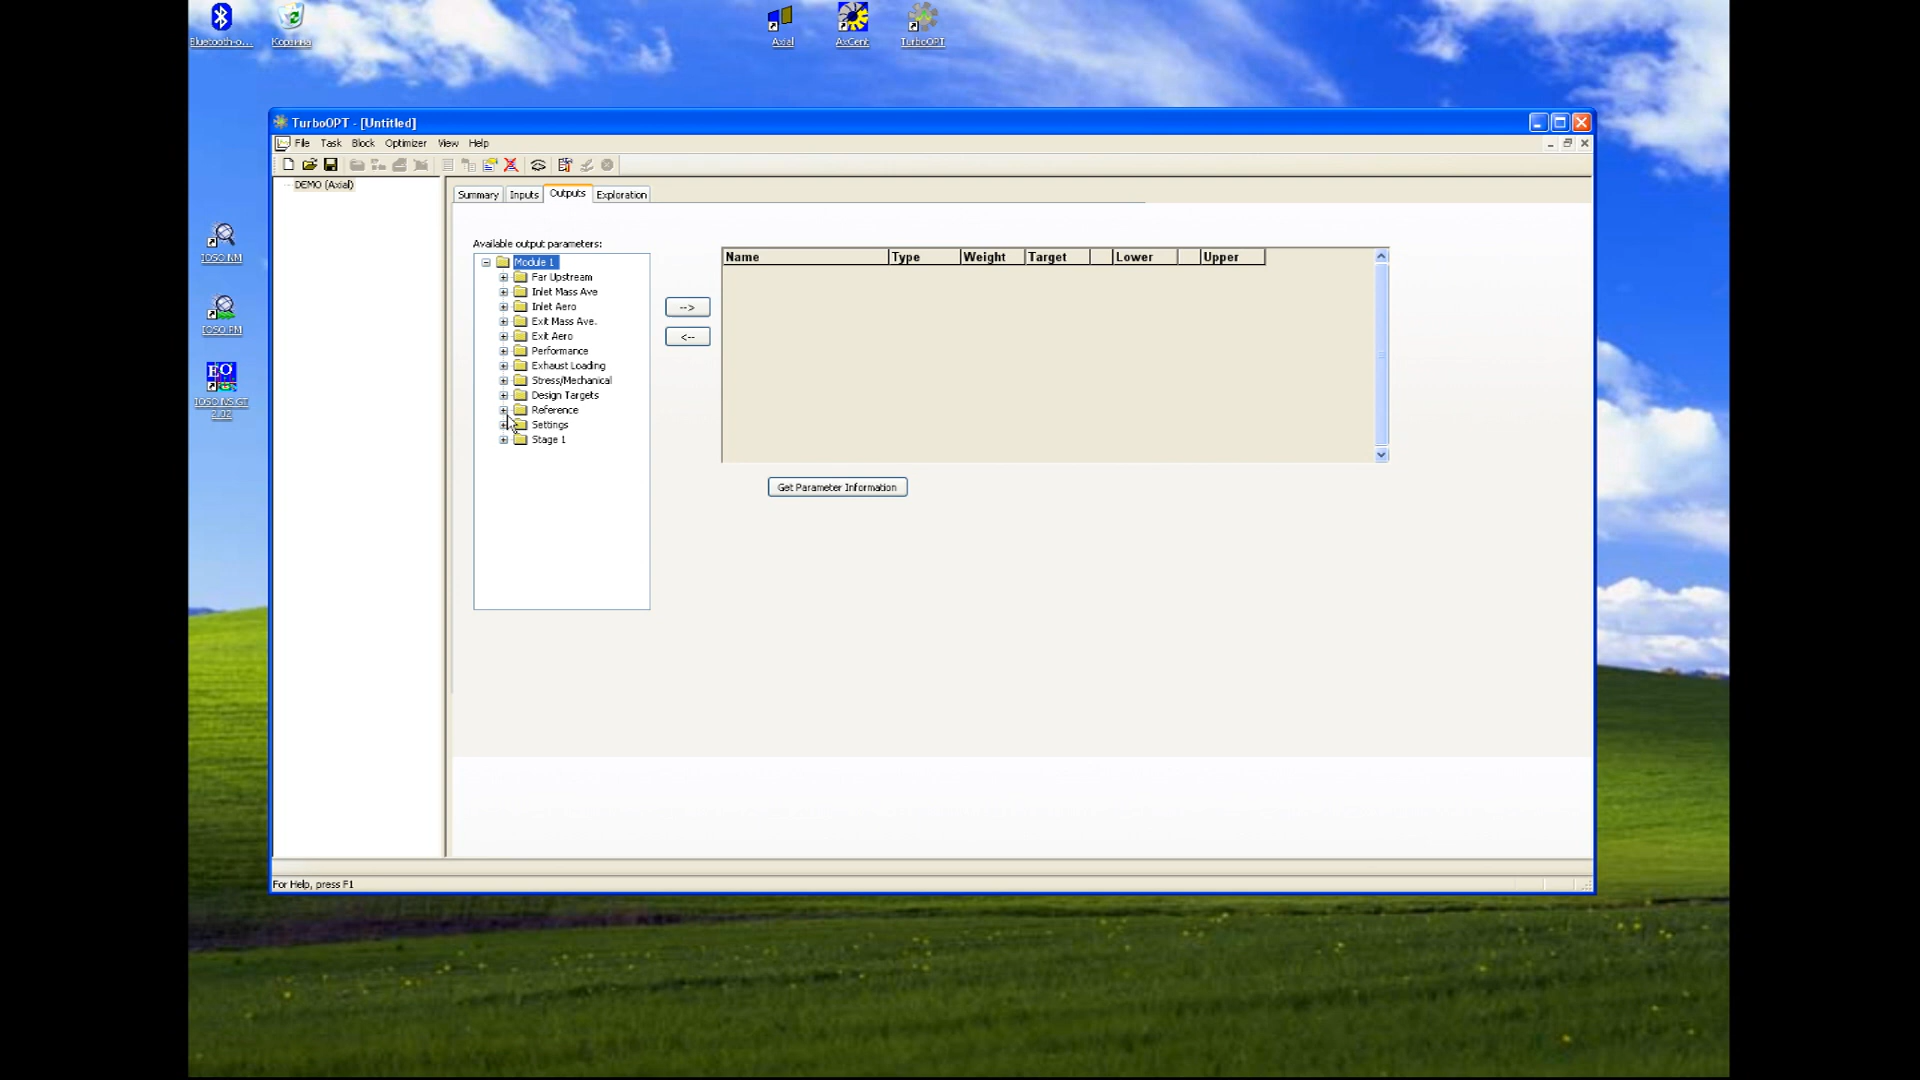 Bluetooth-o...
Корзина
Axial
AxCent
TurboOPT
TurboOPT - [Untitled]
File Task Block Optimizer View Help
DEMO (Axial)
Summary Inputs Outputs Exploration
Available output parameters:
Module 1
Far Upstream
Inlet Mass Ave
Inlet Aero
Exit Mass Ave.
Exit Aero
Performance
Exhaust Loading
Stress/Mechanical
Design Targets
Reference
Settings
Stage 1
-->
<--
Name Type Weight Target Lower Upper
Get Parameter Information
IOSO NM
IOSO PM
EO
IOSO NS GT
2.02
For Help, press F1